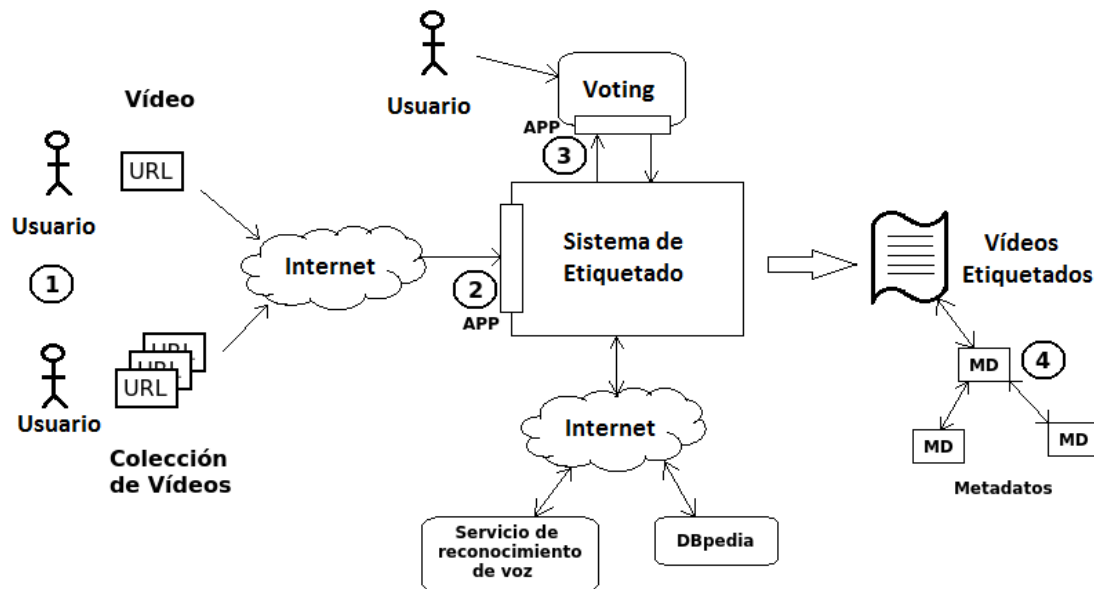 Usuario
Voting
APP
3
Vídeo
URL
Usuario
1
Internet
2
APP
Sistema de
Etiquetado
Vídeos
Etiquetados
URL
URL
URL
Usuario
Colección
de Vídeos
MD
4
MD
MD
Metadatos
Internet
Servicio de
reconocimiento
de voz
DBpedia